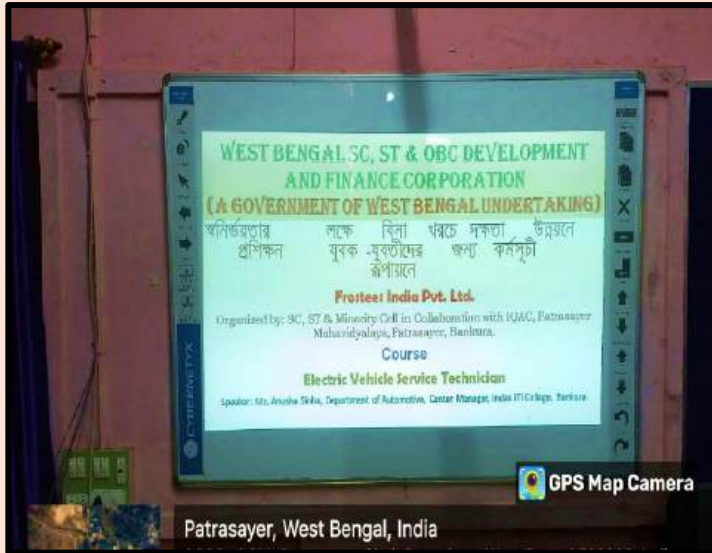 WEST BENGAL SC, ST & OBC DEVELOPMENT
AND FINANCE CORPORATION
(A GOVERNMENT OF WEST BENGAL UNDERTAKING)
স্বনির্ভরতার লক্ষে বিনা খরচে দক্ষতা উন্নয়নে
প্রশিক্ষন যুবক -যুবতীদের জন্য কর্মসূচী
রূপায়নে
Frostees India Pvt. Ltd.
Organized by: SC, ST & Minority Cell in Collaboration with IQAC, Patrasayer
Mahavidyalaya, Patrasayer, Bankura.
Course
Electric Vehicle Service Technician
Speaker: Ms. Anusha Sinha, Department of Automotive, Center Manager, Indas ITI College, Bankura
CYBERNETYX
GPS Map Camera
Patrasayer, West Bengal, India